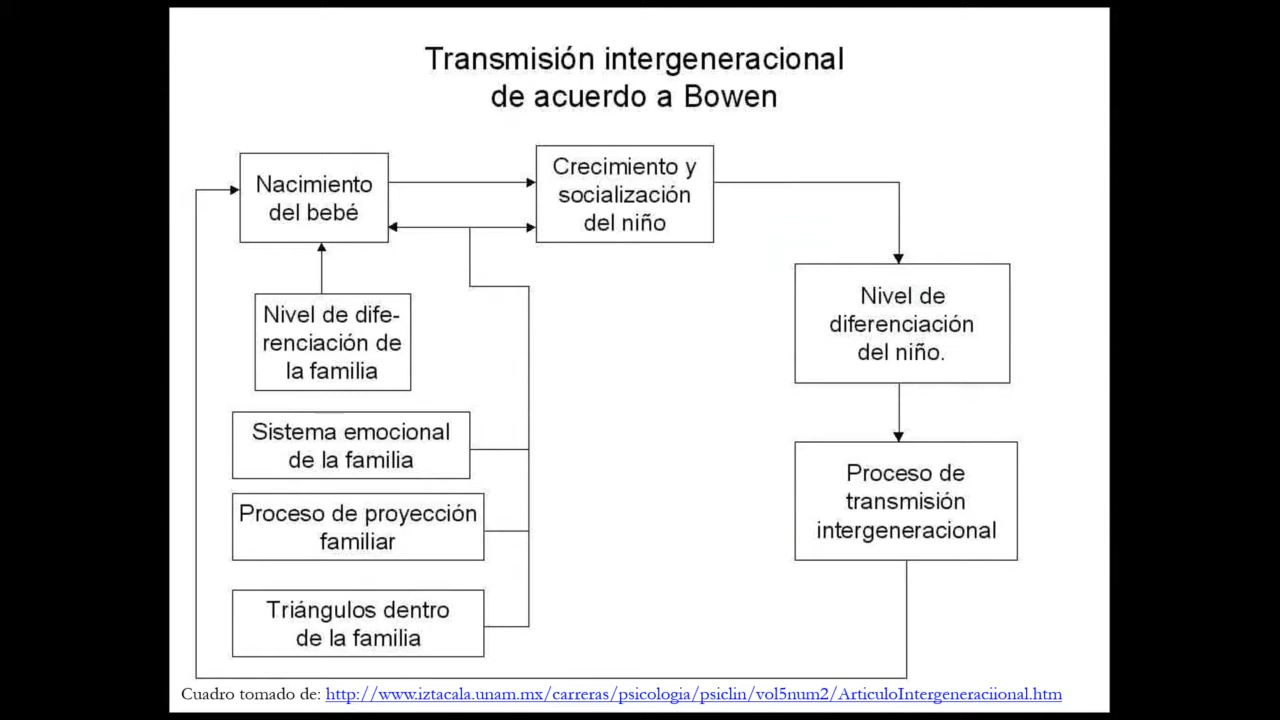 Transmisión intergeneracional
de acuerdo a Bowen
Nacimiento
del bebé
Crecimiento y
socialización
del niño
Nivel de dife-
renciación de
la familia
Nivel de
diferenciación
del niño.
Sistema emocional
de la familia
Proceso de proyección
familiar
Triángulos dentro
de la familia
Proceso de
transmisión
intergeneracional
Cuadro tomado de: http://www.iztacala.unam.mx/carreras/psicologia/psiclin/vol5num2/ArticuloIntergeneraciional.htm